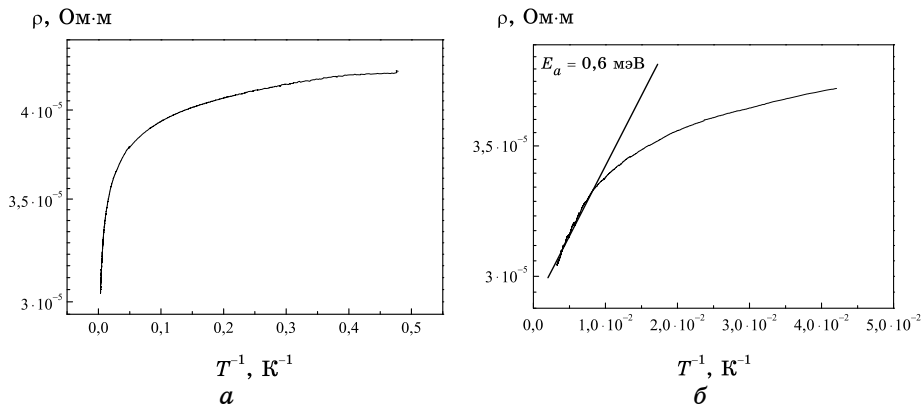 ρ, Ом·м
4·10⁻⁵
3,5·10⁻⁵
3·10⁻⁵
0,0 0,1 0,2 0,3 0,4 0,5
T⁻¹, К⁻¹
а
ρ, Ом·м
Eₐ = 0,6 мэВ
3,5·10⁻⁵
3·10⁻⁵
0,0 1,0·10⁻² 2,0·10⁻² 3,0·10⁻² 4,0·10⁻² 5,0·10⁻²
T⁻¹, К⁻¹
б